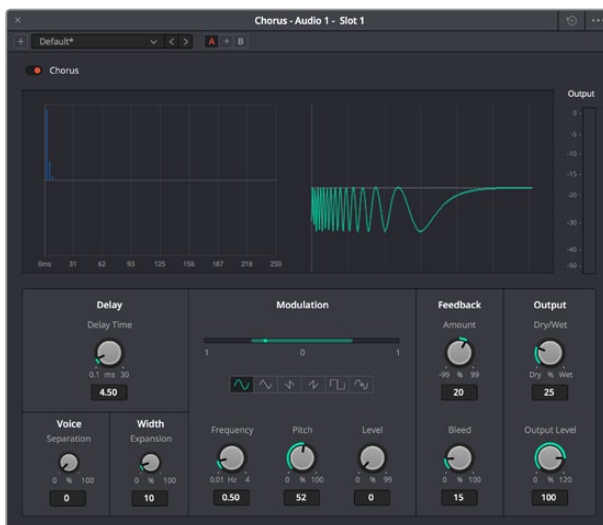 Chorus - Audio 1 - Slot 1
Default*
A
B
Chorus
Output
0
-5
-10
-15
-20
-30
-40
-50
0ms 31 62 93 125 156 187 218 250
Delay
Delay Time
0.1 ms 30
4.50
Modulation
1 0 1
Feedback
Amount
-99 % 99
20
Output
Dry/Wet
Dry % Wet
25
Voice
Separation
0 % 100
0
Width
Expansion
0 % 100
10
Frequency
0.01 Hz 4
0.50
Pitch
0 % 100
52
Level
0 % 99
0
Bleed
0 % 100
15
Output Level
0 % 120
100